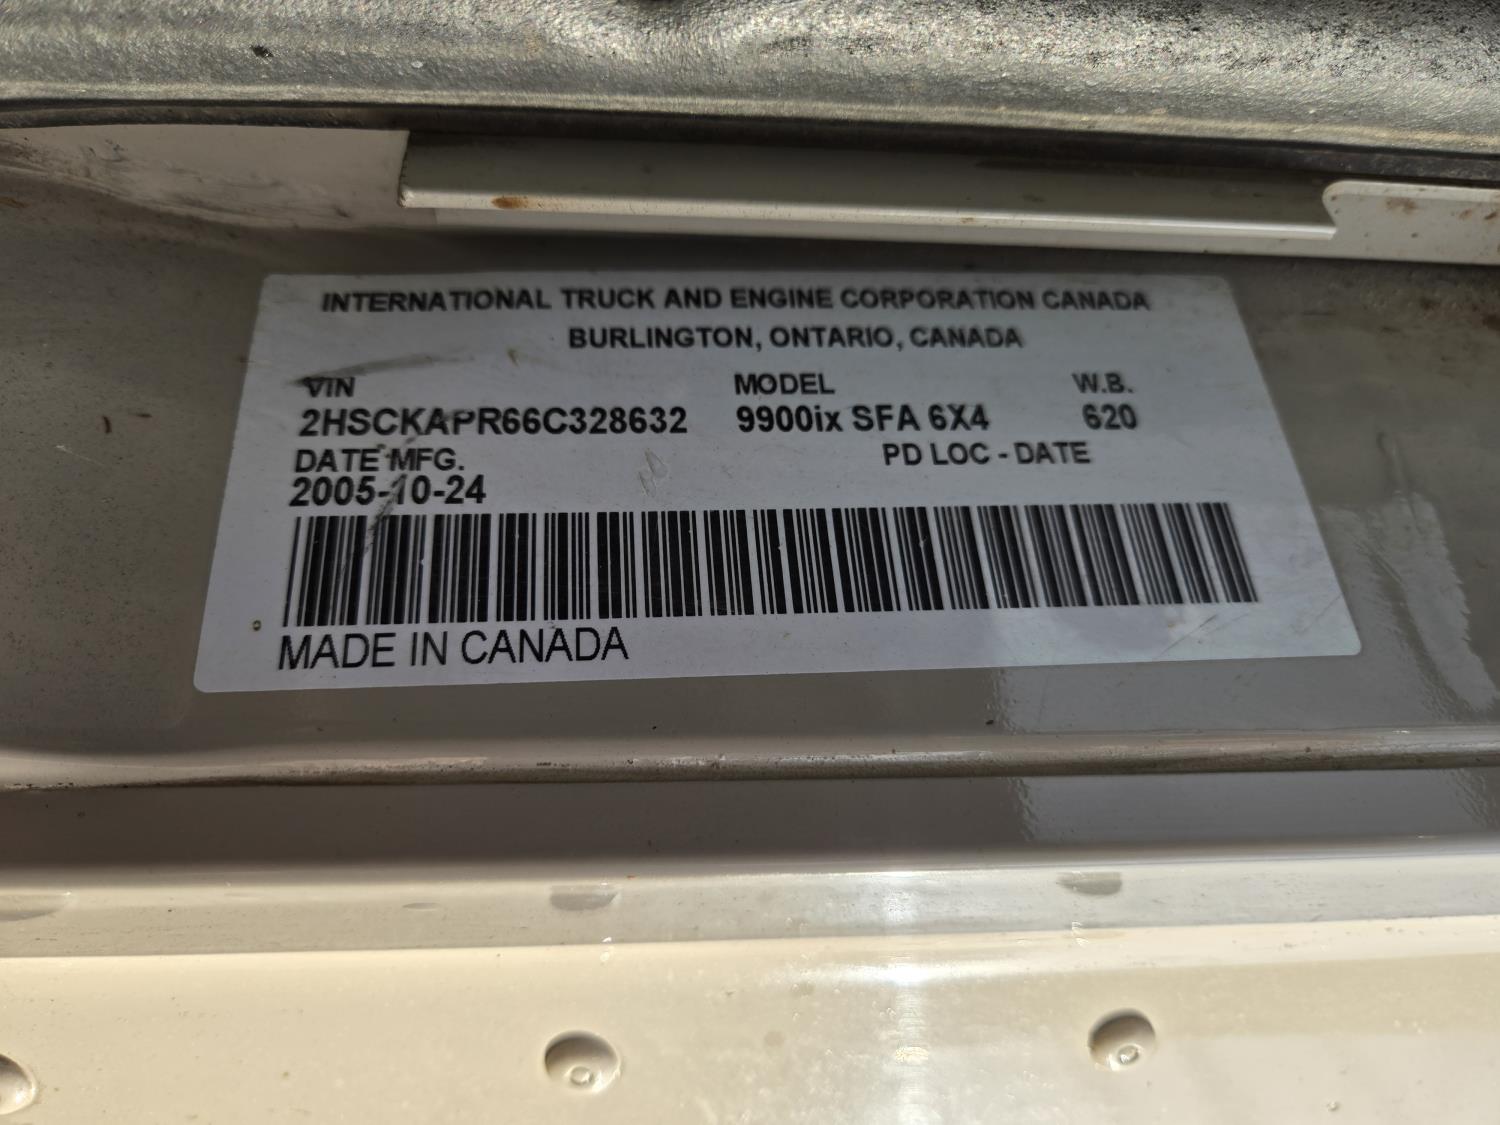 INTERNATIONAL TRUCK AND ENGINE CORPORATION CANADA
BURLINGTON, ONTARIO, CANADA
VIN MODEL W.B.
2HSCKAPR66C328632 9900ix SFA 6X4 620
DATE MFG. PD LOC - DATE
2005-10-24
MADE IN CANADA